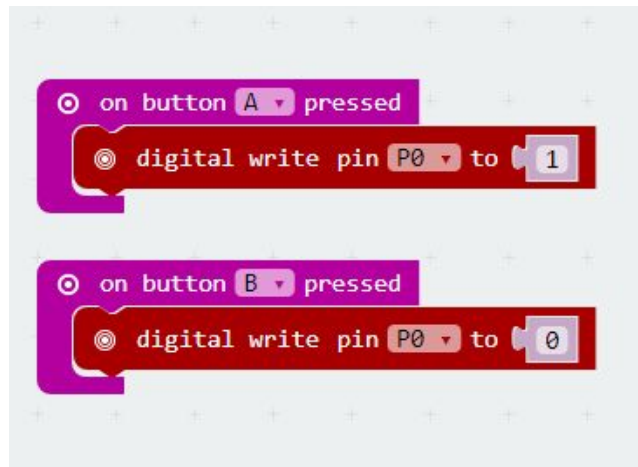 on button A pressed
digital write pin P0 to 1
on button B pressed
digital write pin P0 to 0